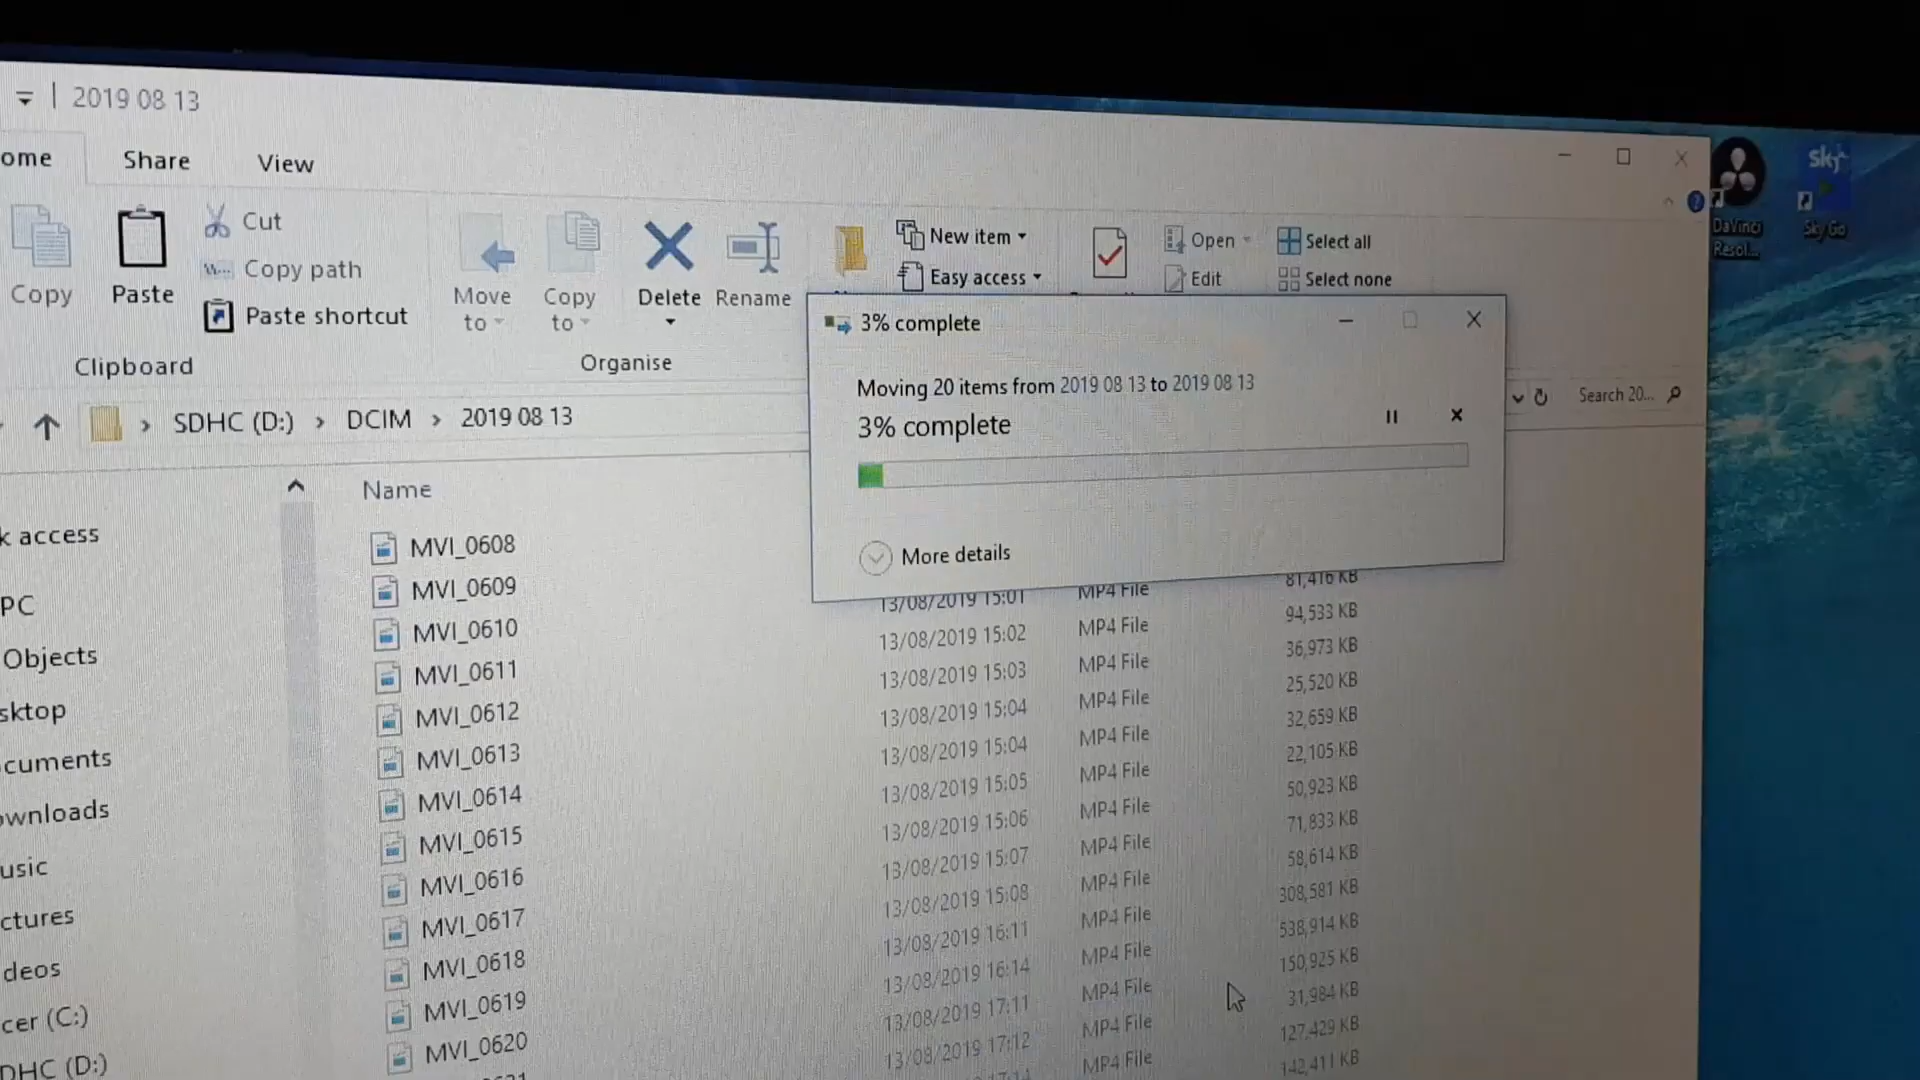 2019 08 13
ome Share View
Copy
Paste
Cut
Copy path
Paste shortcut
Clipboard
Move to
Copy to
Delete
Rename
Organise
New item
Easy access
Open
Edit
Select all
Select none
DaVinci
Resol...
sky
Sky Go
3% complete
Moving 20 items from 2019 08 13 to 2019 08 13
3% complete
More details
SDHC (D:) > DCIM > 2019 08 13
Search 20...
Name
k access
PC
Objects
sktop
cuments
ownloads
usic
ctures
deos
cer (C:)
DHC (D:)
MVI_0608
MVI_0609
MVI_0610
MVI_0611
MVI_0612
MVI_0613
MVI_0614
MVI_0615
MVI_0616
MVI_0617
MVI_0618
MVI_0619
MVI_0620
13/08/2019 15:01 MP4 File 81,416 KB
13/08/2019 15:02 MP4 File 94,533 KB
13/08/2019 15:03 MP4 File 36,973 KB
13/08/2019 15:04 MP4 File 25,520 KB
13/08/2019 15:04 MP4 File 32,659 KB
13/08/2019 15:05 MP4 File 22,105 KB
13/08/2019 15:06 MP4 File 50,923 KB
13/08/2019 15:07 MP4 File 71,833 KB
13/08/2019 15:08 MP4 File 58,614 KB
13/08/2019 16:11 MP4 File 308,581 KB
13/08/2019 16:14 MP4 File 538,914 KB
13/08/2019 17:11 MP4 File 150,925 KB
13/08/2019 17:12 MP4 File 31,984 KB
17:14 MP4 File 127,429 KB
142,411 KB